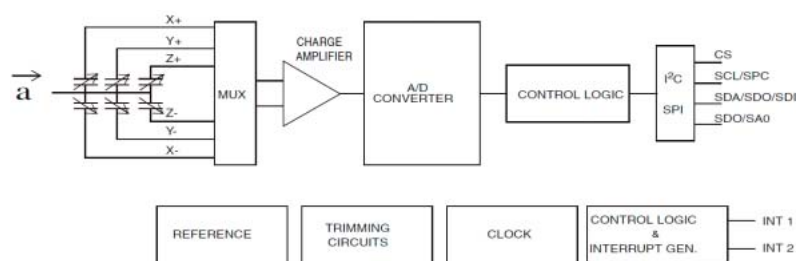 X+
Y+
Z+
a
Z-
Y-
X-
MUX
CHARGE
AMPLIFIER
A/D
CONVERTER
CONTROL LOGIC
I²C
SPI
CS
SCL/SPC
SDA/SDO/SDI
SDO/SA0
REFERENCE
TRIMMING
CIRCUITS
CLOCK
CONTROL LOGIC
&
INTERRUPT GEN.
INT 1
INT 2